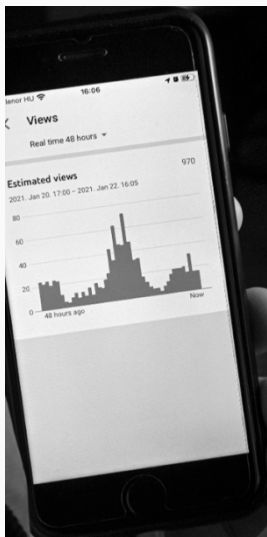 lenor HU 16:06
Views
Real time 48 hours
Estimated views 970
2021. Jan 20. 17:00 – 2021. Jan 22. 16:05
80
60
40
20
0
48 hours ago Now